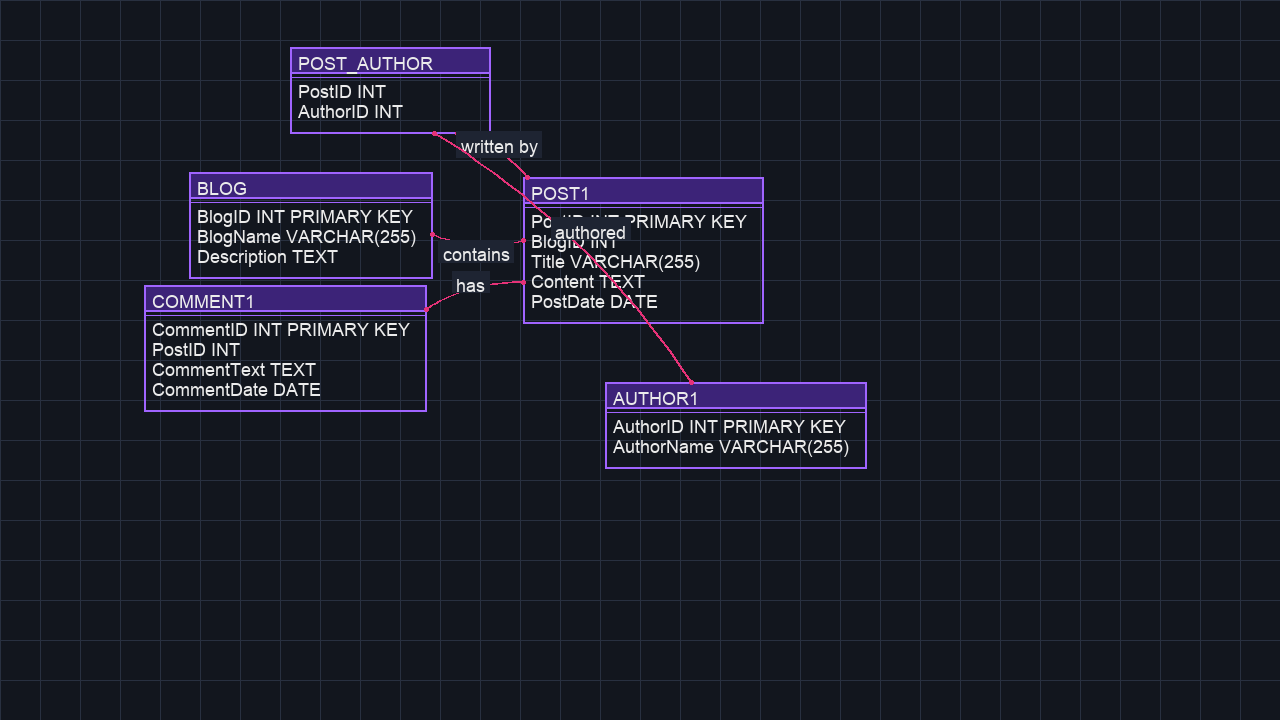 POST_AUTHOR
PostID INT
AuthorID INT
written by
BLOG
BlogID INT PRIMARY KEY
BlogName VARCHAR(255)
Description TEXT
POST1
PostID INT PRIMARY KEY
authored
BlogID INT
Title VARCHAR(255)
Content TEXT
PostDate DATE
contains
has
COMMENT1
CommentID INT PRIMARY KEY
PostID INT
CommentText TEXT
CommentDate DATE
AUTHOR1
AuthorID INT PRIMARY KEY
AuthorName VARCHAR(255)